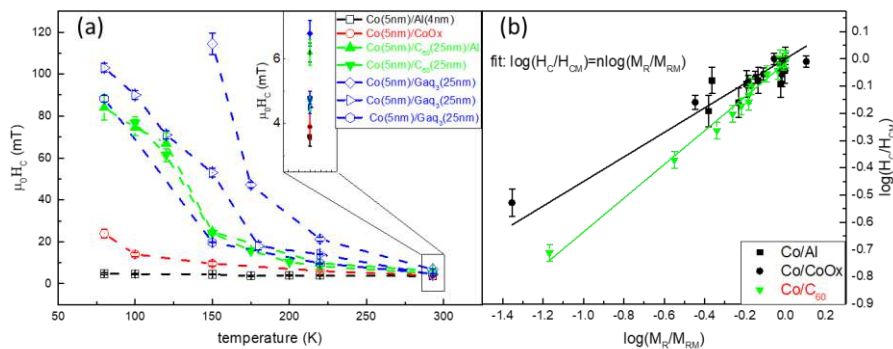 (a)
Co(5nm)/Al(4nm)
Co(5nm)/CoOx
Co(5nm)/C60(25nm)/Al
Co(5nm)/C60(25nm)
Co(5nm)/Gaq3(25nm)
Co(5nm)/Gaq3(25nm)
Co(5nm)/Gaq3(25nm)
μ0HC (mT)
6
4
μ0HC (mT)
120
100
80
60
40
20
0
50 75 100 125 150 175 200 225 250 275 300
temperature (K)
(b)
fit: log(HC/HCM)=nlog(MR/MRM)
0.1
0.0
-0.1
-0.2
-0.3
-0.4
-0.5
-0.6
-0.7
-0.8
-0.9
log(HC/HCM)
Co/Al
Co/CoOx
Co/C60
-1.4 -1.2 -1.0 -0.8 -0.6 -0.4 -0.2 0.0 0.2
log(MR/MRM)